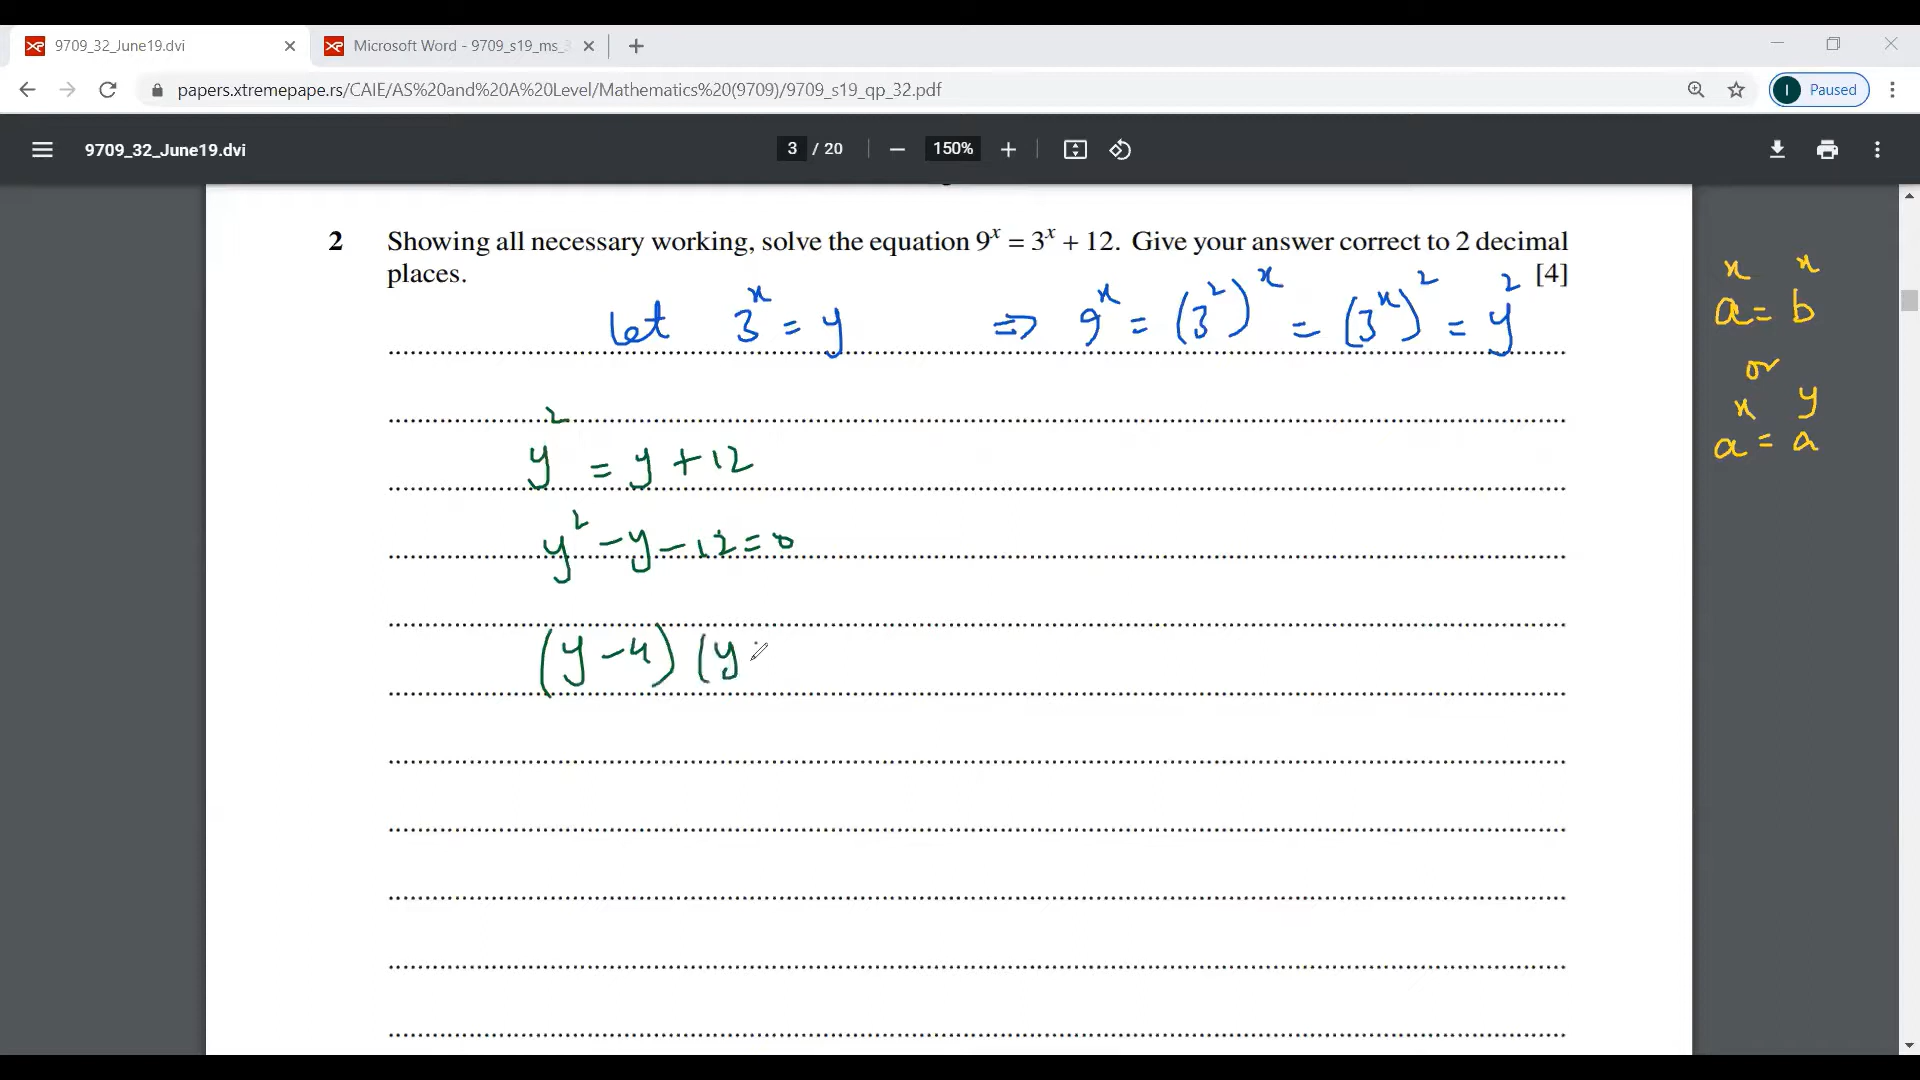 9709_32_June19.dvi
Microsoft Word - 9709_s19_ms_3
papers.xtremepape.rs/CAIE/AS%20and%20A%20Level/Mathematics%20(9709)/9709_s19_qp_32.pdf
I Paused
9709_32_June19.dvi
3 / 20
150%
2 Showing all necessary working, solve the equation 9^x = 3^x + 12. Give your answer correct to 2 decimal
places. [4]
let 3^x = y ⇒ 9^x = (3^2)^x = (3^x)^2 = y^2
y^2 = y + 12
y^2 - y - 12 = 0
(y - 4) (y
a^x = b^x
or
a^x = a^y